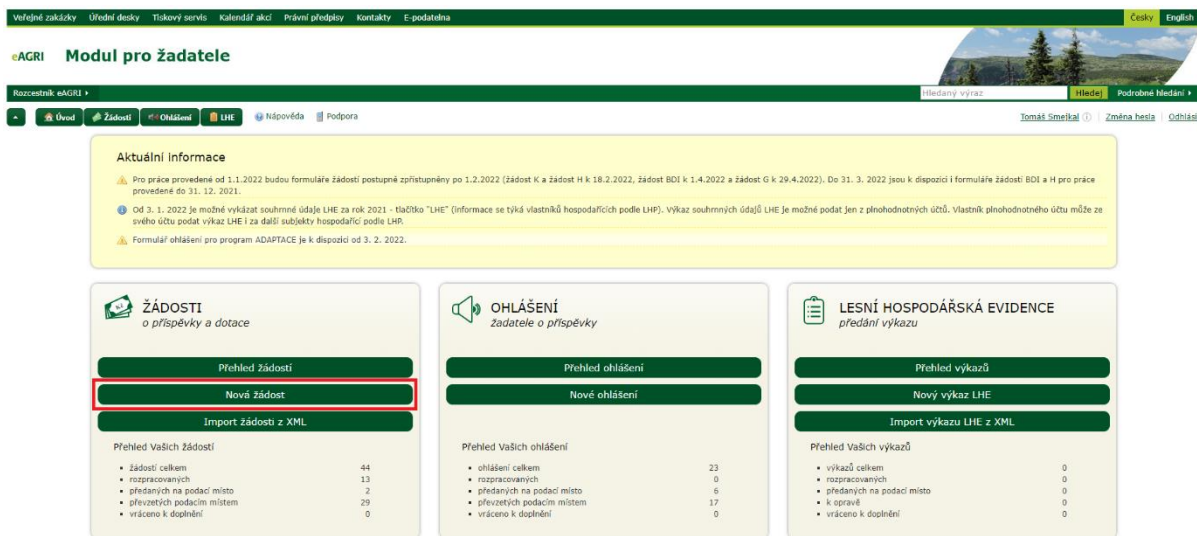 Veřejné zakázky Úřední desky Tiskový servis Kalendář akcí Právní předpisy Kontakty E-podatelna Česky English
eAGRI Modul pro žadatele
Rozcestník eAGRI Hledaný výraz Hledej Podrobné hledání
Úvod Žádosti Ohlášení LHE Nápověda Podpora Tomáš Smejkal Změna hesla Odhlási
Aktuální informace
Pro práce provedené od 1.1.2022 budou formuláře žádostí postupně zpřístupněny po 1.2.2022 (žádost K a žádost H k 18.2.2022, žádost BDI k 1.4.2022 a žádost G k 29.4.2022). Do 31. 3. 2022 jsou k dispozici i formuláře žádostí BDI a H pro práce
provedené do 31. 12. 2021.
Od 3. 1. 2022 je možné vykázat souhrnné údaje LHE za rok 2021 - tlačítko "LHE" (informace se týká vlastníků hospodařících podle LHP). Výkaz souhrnných údajů LHE je možné podat jen z plnohodnotných účtů. Vlastník plnohodnotného účtu může ze
svého účtu podat výkaz LHE i za další subjekty hospodařící podle LHP.
Formulář ohlášení pro program ADAPTACE je k dispozici od 3. 2. 2022.
ŽÁDOSTI
o příspěvky a dotace
Přehled žádostí
Nová žádost
Import žádosti z XML
Přehled Vašich žádostí
žádostí celkem 44
rozpracovaných 13
předaných na podací místo 2
převzetých podacím místem 29
vráceno k doplnění 0
OHLÁŠENÍ
žadatele o příspěvky
Přehled ohlášení
Nové ohlášení
Přehled Vašich ohlášení
ohlášení celkem 23
rozpracovaných 0
předaných na podací místo 6
převzetých podacím místem 17
vráceno k doplnění 0
LESNÍ HOSPODÁŘSKÁ EVIDENCE
předání výkazu
Přehled výkazů
Nový výkaz LHE
Import výkazu LHE z XML
Přehled Vašich výkazů
výkazů celkem 0
rozpracovaných 0
předaných na podací místo 0
k opravě 0
vráceno k doplnění 0